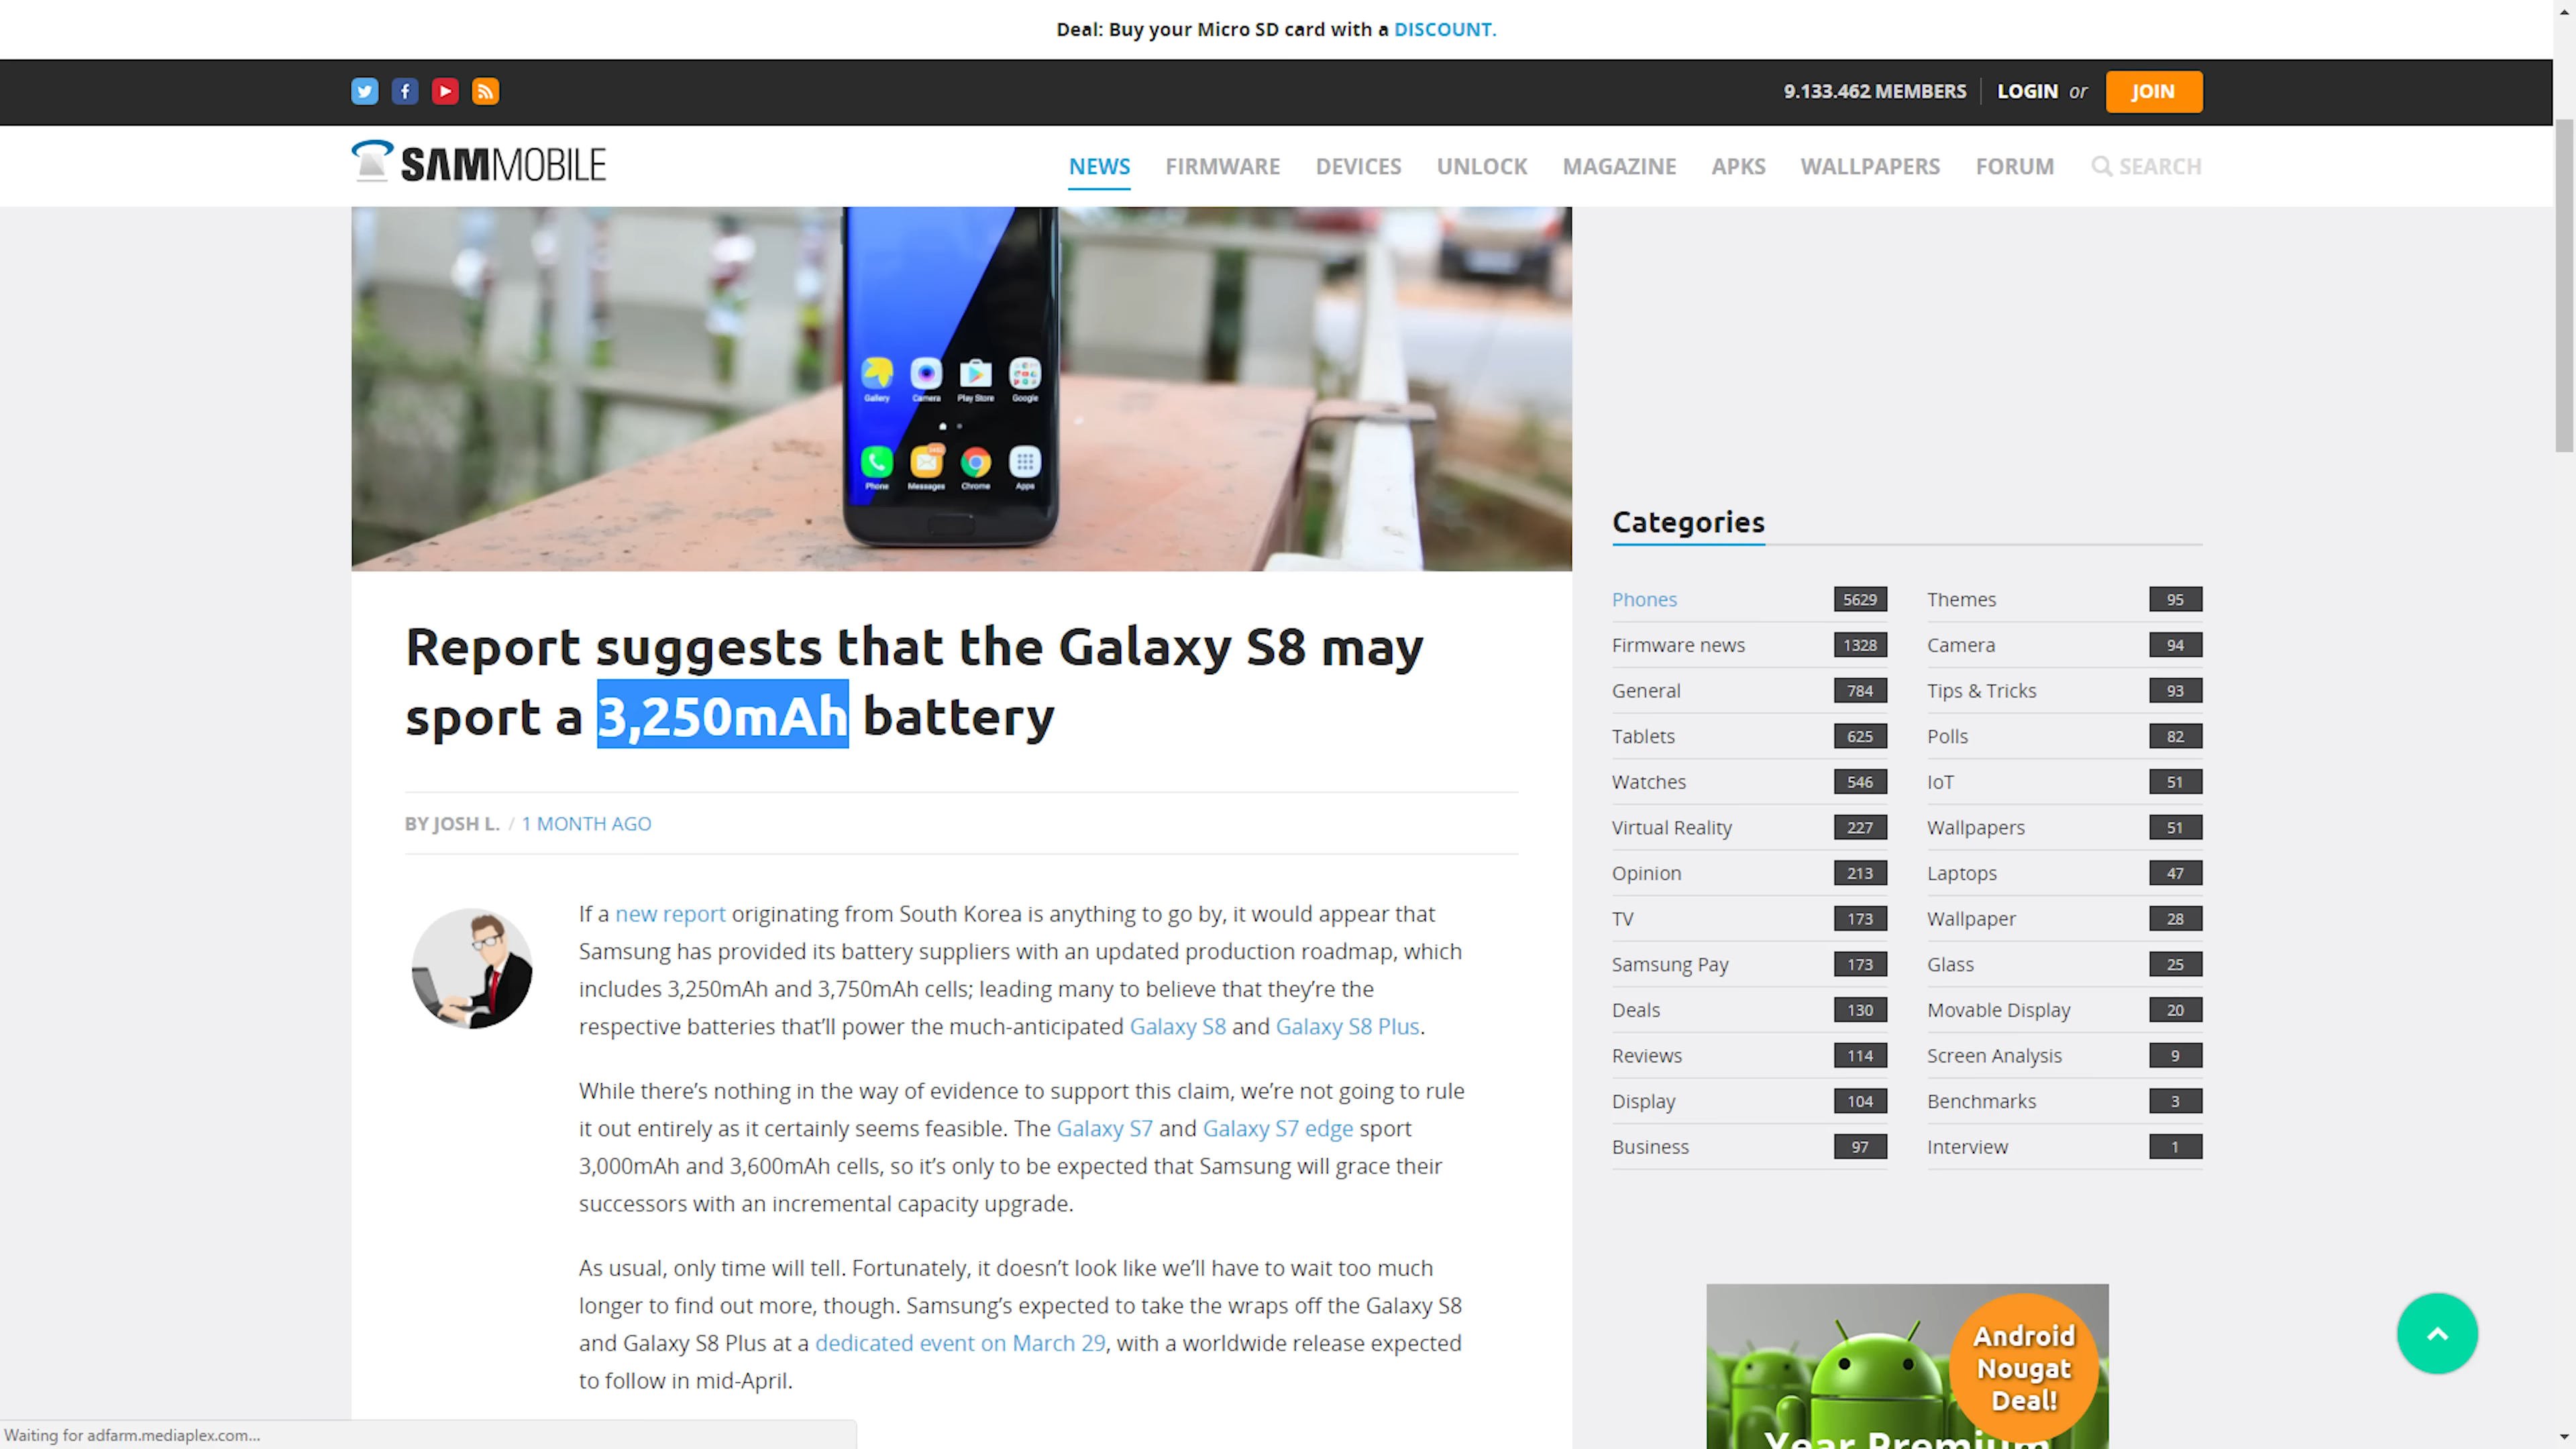 Deal: Buy your Micro SD card with a DISCOUNT.
9.133.462 MEMBERS LOGIN or JOIN
SAMMOBILE
NEWS FIRMWARE DEVICES UNLOCK MAGAZINE APKS WALLPAPERS FORUM SEARCH
Gallery Camera Play Store Google
Phone Messages Chrome Apps
Report suggests that the Galaxy S8 may
sport a 3,250mAh battery
BY JOSH L. / 1 MONTH AGO
If a new report originating from South Korea is anything to go by, it would appear that
Samsung has provided its battery suppliers with an updated production roadmap, which
includes 3,250mAh and 3,750mAh cells; leading many to believe that they’re the
respective batteries that’ll power the much-anticipated Galaxy S8 and Galaxy S8 Plus.
While there’s nothing in the way of evidence to support this claim, we’re not going to rule
it out entirely as it certainly seems feasible. The Galaxy S7 and Galaxy S7 edge sport
3,000mAh and 3,600mAh cells, so it’s only to be expected that Samsung will grace their
successors with an incremental capacity upgrade.
As usual, only time will tell. Fortunately, it doesn’t look like we’ll have to wait too much
longer to find out more, though. Samsung’s expected to take the wraps off the Galaxy S8
and Galaxy S8 Plus at a dedicated event on March 29, with a worldwide release expected
to follow in mid-April.
Categories
Phones 5629 Themes 95
Firmware news 1328 Camera 94
General 784 Tips & Tricks 93
Tablets 625 Polls 82
Watches 546 IoT 51
Virtual Reality 227 Wallpapers 51
Opinion 213 Laptops 47
TV 173 Wallpaper 28
Samsung Pay 173 Glass 25
Deals 130 Movable Display 20
Reviews 114 Screen Analysis 9
Display 104 Benchmarks 3
Business 97 Interview 1
Android
Nougat
Deal!
Year Premium
Waiting for adfarm.mediaplex.com...